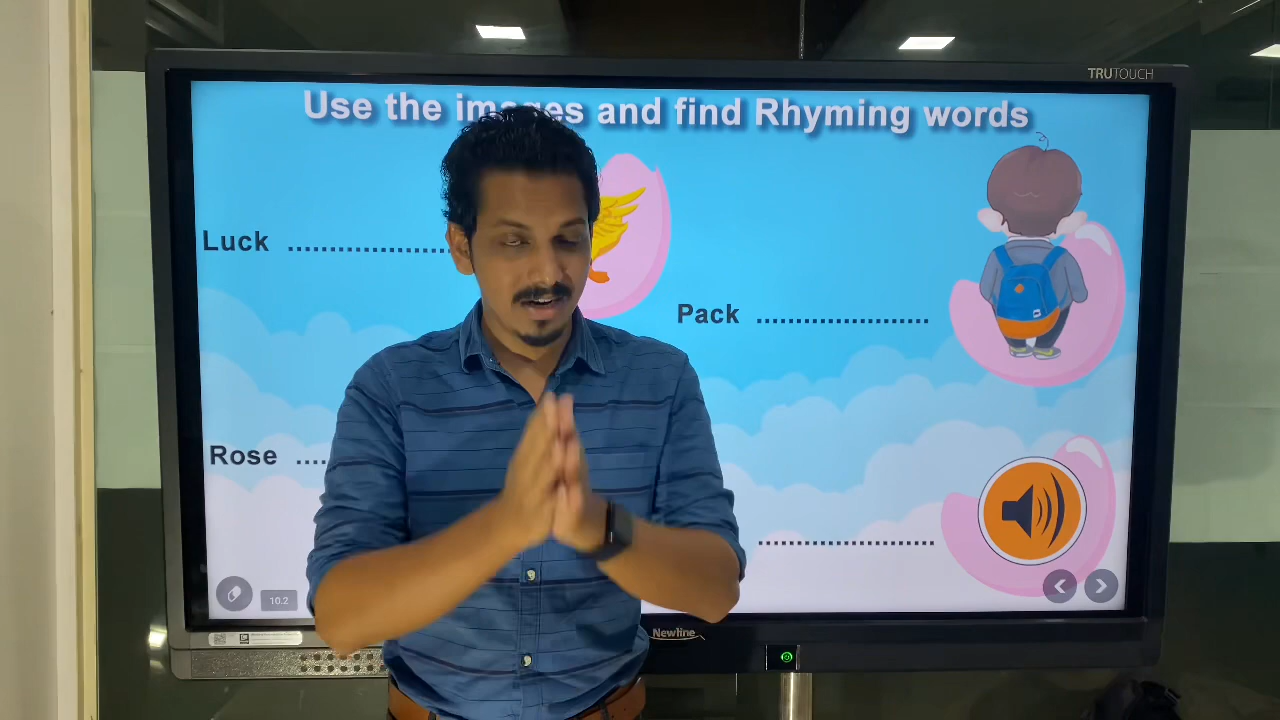 TRUTOUCH
Use the images and find Rhyming words
Luck ....................
Pack ......................
Rose ....
......................
10.2
Newline